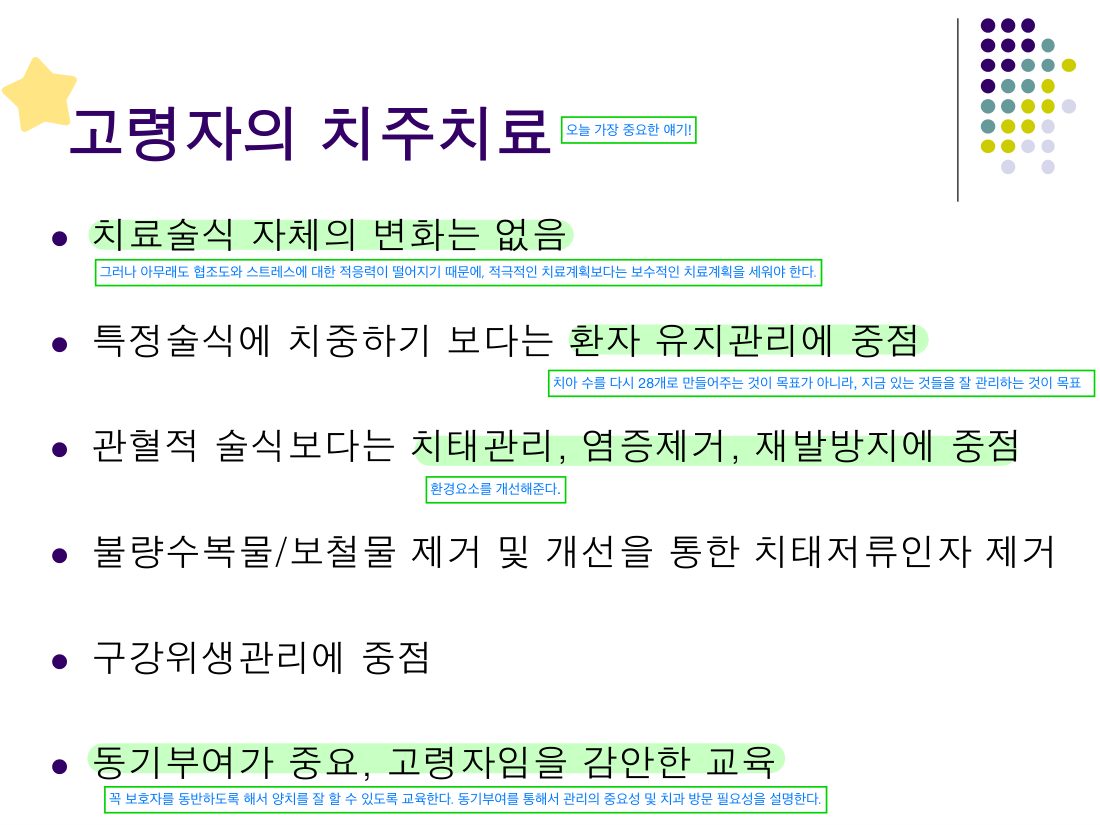 고령자의 치주치료
오늘 가장 중요한 얘기!
치료술식 자체의 변화는 없음
그러나 아무래도 협조도와 스트레스에 대한 적응력이 떨어지기 때문에, 적극적인 치료계획보다는 보수적인 치료계획을 세워야 한다.
특정술식에 치중하기 보다는 환자 유지관리에 중점
치아 수를 다시 28개로 만들어주는 것이 목표가 아니라, 지금 있는 것들을 잘 관리하는 것이 목표
관혈적 술식보다는 치태관리, 염증제거, 재발방지에 중점
환경요소를 개선해준다.
불량수복물/보철물 제거 및 개선을 통한 치태저류인자 제거
구강위생관리에 중점
동기부여가 중요, 고령자임을 감안한 교육
꼭 보호자를 동반하도록 해서 양치를 잘 할 수 있도록 교육한다. 동기부여를 통해서 관리의 중요성 및 치과 방문 필요성을 설명한다.